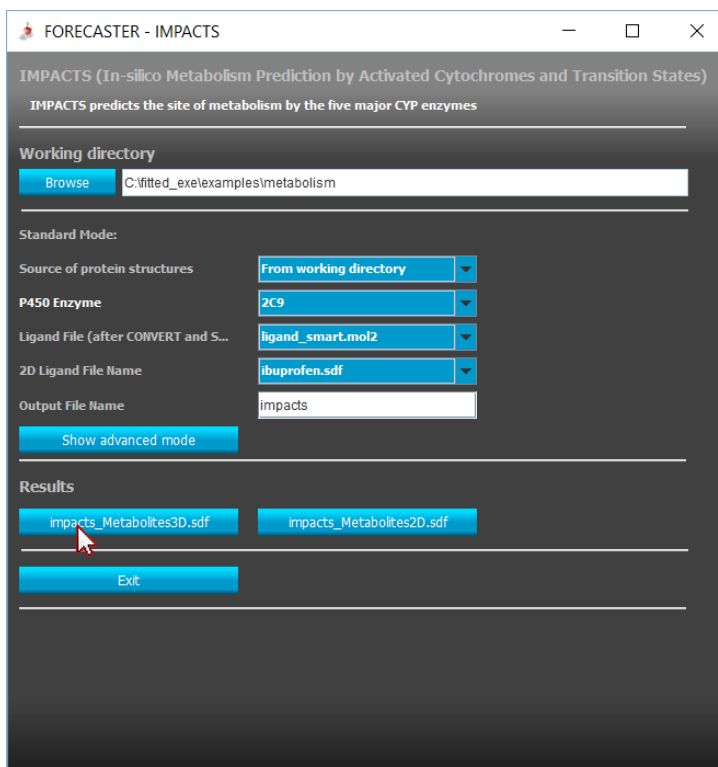 FORECASTER - IMPACTS
IMPACTS (In-silico Metabolism Prediction by Activated Cytochromes and Transition States)
IMPACTS predicts the site of metabolism by the five major CYP enzymes
Working directory
Browse C:\fitted_exe\examples\metabolism
Standard Mode:
Source of protein structures From working directory
P450 Enzyme 2C9
Ligand File (after CONVERT and S... ligand_smart.mol2
2D Ligand File Name ibuprofen.sdf
Output File Name impacts
Show advanced mode
Results
impacts_Metabolites3D.sdf impacts_Metabolites2D.sdf
Exit